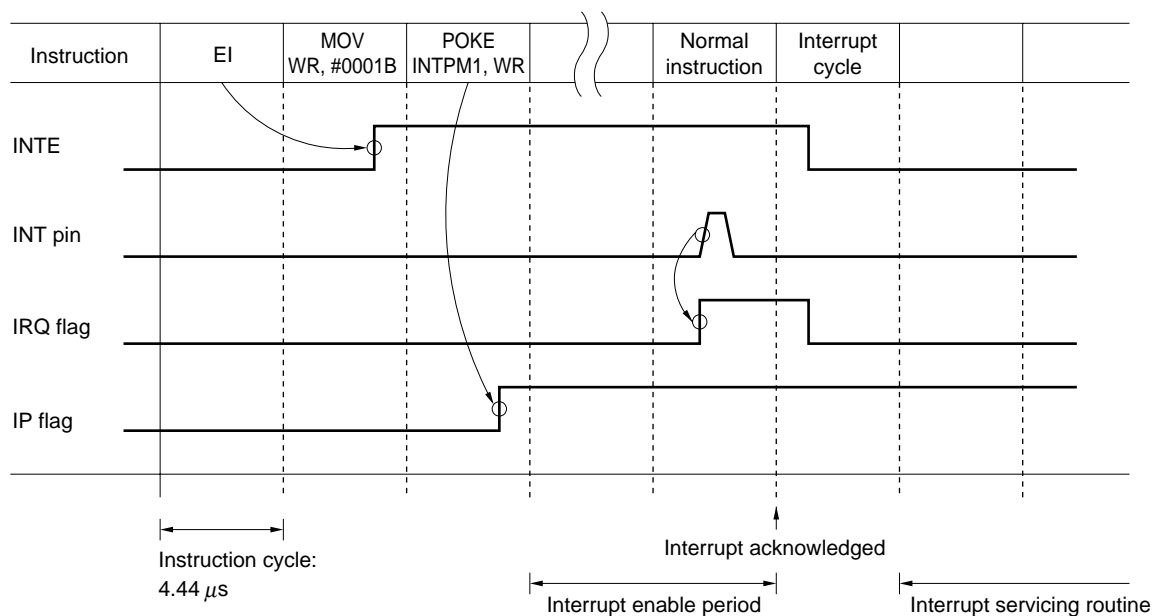 Instruction
EI
MOV
WR, #0001B
POKE
INTPM1, WR
Normal
instruction
Interrupt
cycle
INTE
INT pin
IRQ flag
IP flag
Instruction cycle:
4.44 μs
Interrupt acknowledged
Interrupt enable period
Interrupt servicing routine